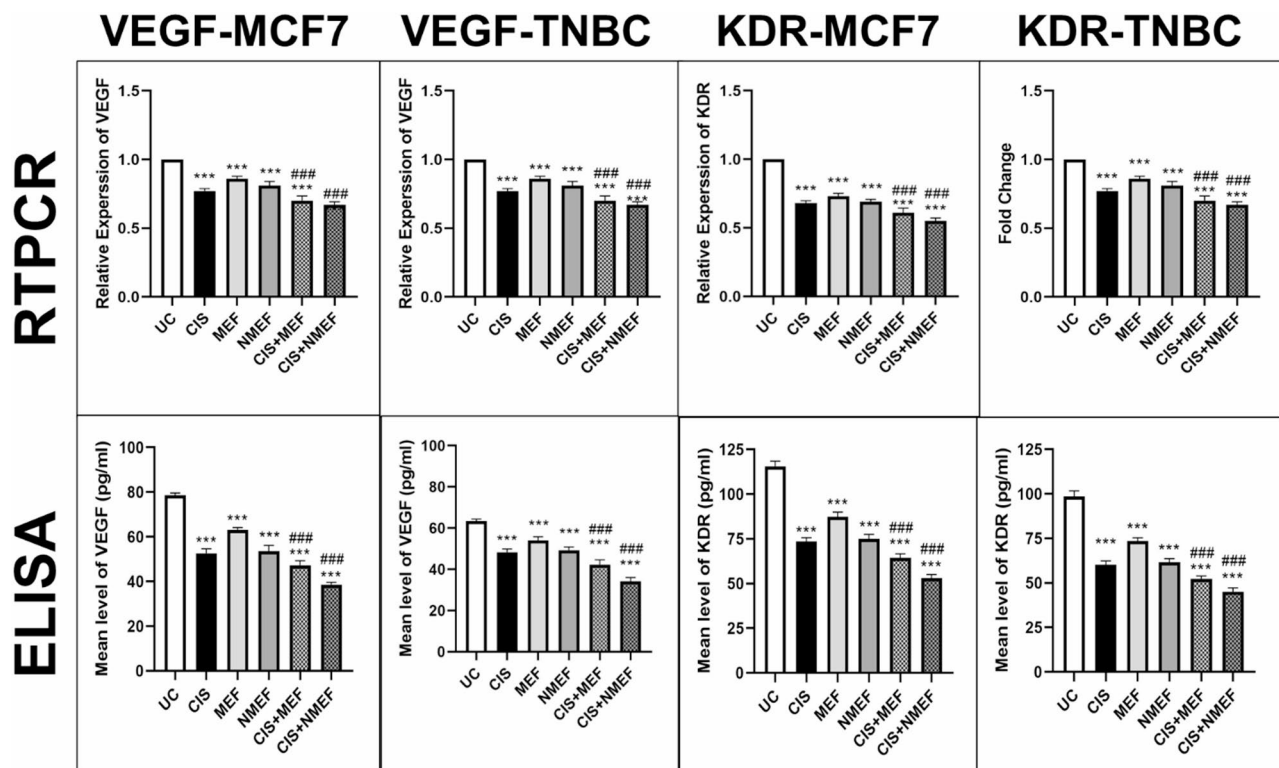 VEGF-MCF7
VEGF-TNBC
KDR-MCF7
KDR-TNBC
RTPCR
Relative Experssion of VEGF
1.5
1.0
0.5
0.0
***
***
***
###
***
###
UC
CIS
MEF
NMEF
CIS+MEF
CIS+NMEF
Relative Experssion of VEGF
1.5
1.0
0.5
0.0
***
***
***
###
***
###
***
UC
CIS
MEF
NMEF
CIS+MEF
CIS+NMEF
Relative Experssion of KDR
1.5
1.0
0.5
0.0
***
***
***
###
***
###
***
UC
CIS
MEF
NMEF
CIS+MEF
CIS+NMEF
Fold Change
1.5
1.0
0.5
0.0
***
***
***
###
***
###
***
UC
CIS
MEF
NMEF
CIS+MEF
CIS+NMEF
ELISA
Mean level of VEGF (pg/ml)
100
80
60
40
20
0
***
***
***
###
***
###
***
UC
CIS
MEF
NMEF
CIS+MEF
CIS+NMEF
Mean level of VEGF (pg/ml)
100
80
60
40
20
0
***
***
***
###
***
###
***
UC
CIS
MEF
NMEF
CIS+MEF
CIS+NMEF
Mean level of KDR (pg/ml)
125
100
75
50
25
0
***
***
***
###
***
###
***
UC
CIS
MEF
NMEF
CIS+MEF
CIS+NMEF
Mean level of KDR (pg/ml)
125
100
75
50
25
0
***
***
***
###
***
###
***
UC
CIS
MEF
NMEF
CIS+MEF
CIS+NMEF